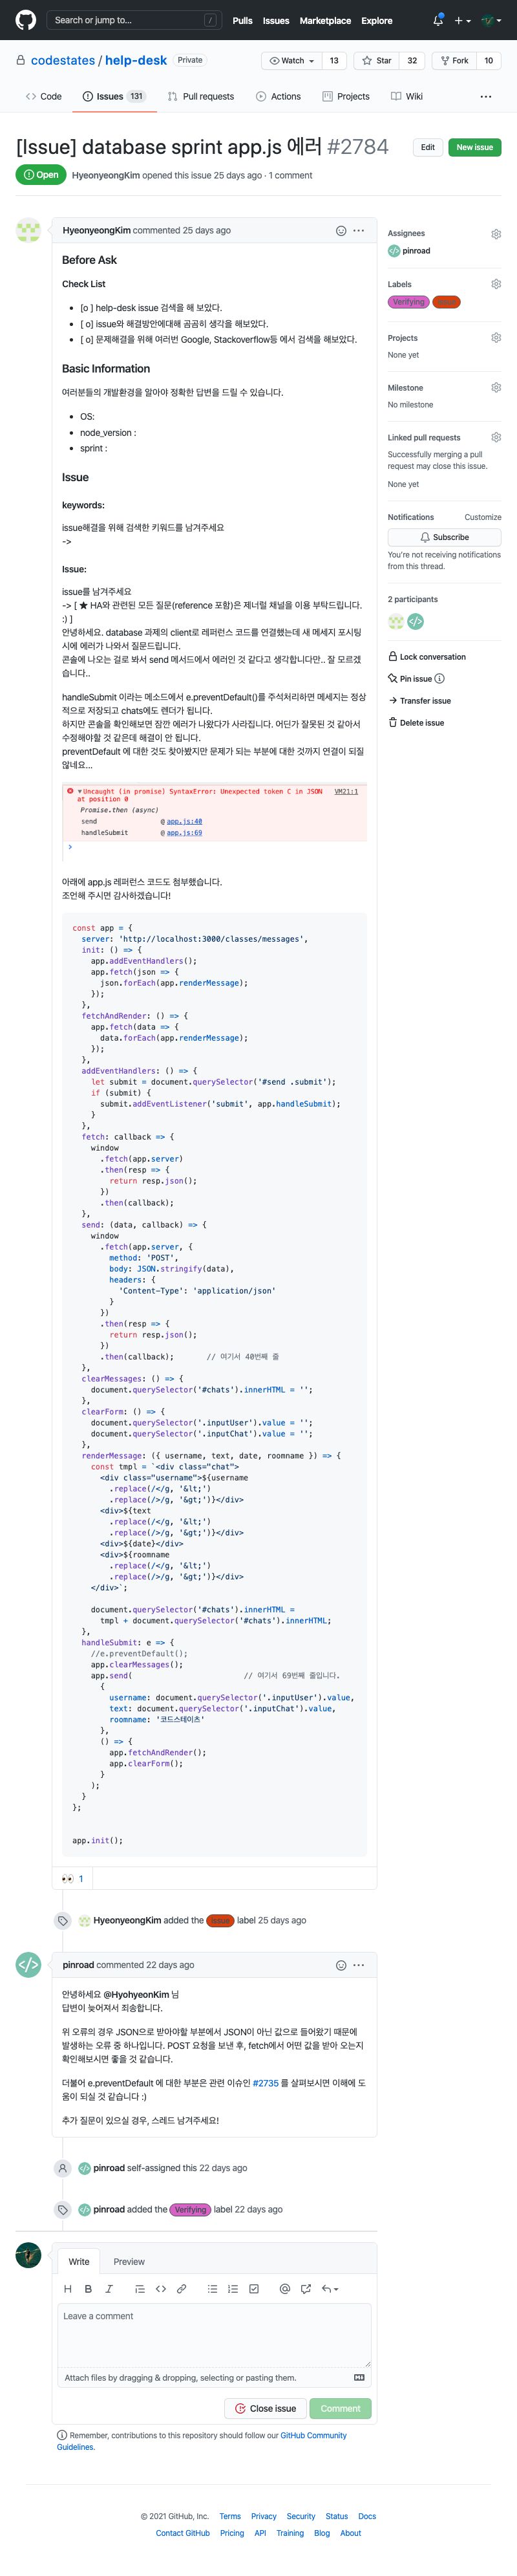 Search or jump to...
/
Pulls Issues Marketplace Explore
codestates / help-desk Private
Watch 13 Star 32 Fork 10
Code Issues 131 Pull requests Actions Projects Wiki ...
[Issue] database sprint app.js 에러 #2784
Edit New issue
Open HyeonyeongKim opened this issue 25 days ago · 1 comment
HyeonyeongKim commented 25 days ago
Before Ask
Check List
• [o ] help-desk issue 검색을 해 보았다.
• [ o] issue와 해결방안에대해 곰곰히 생각을 해보았다.
• [ o] 문제해결을 위해 여러번 Google, Stackoverflow등 에서 검색을 해보았다.
Basic Information
여러분들의 개발환경을 알아야 정확한 답변을 드릴 수 있습니다.
• OS:
• node_version :
• sprint :
Issue
keywords:
issue해결을 위해 검색한 키워드를 남겨주세요
->
Issue:
issue를 남겨주세요
-> [ ★ HA와 관련된 모든 질문(reference 포함)은 제너럴 채널을 이용 부탁드립니다.
:) ]
안녕하세요. database 과제의 client로 레퍼런스 코드를 연결했는데 새 메세지 포시팅
시에 에러가 나와서 질문드립니다.
콘솔에 나오는 걸로 봐서 send 메서드에서 에러인 것 같다고 생각합니다만.. 잘 모르겠
습니다..
handleSubmit 이라는 메소드에서 e.preventDefault()를 주석처리하면 메세지는 정상
적으로 저장되고 chats에도 렌더가 됩니다.
하지만 콘솔을 확인해보면 잠깐 에러가 나왔다가 사라집니다. 어딘가 잘못된 것 같아서
수정해야할 것 같은데 해결이 안 됩니다.
preventDefault 에 대한 것도 찾아봤지만 문제가 되는 부분에 대한 것까지 연결이 되질
않네요...
▼Uncaught (in promise) SyntaxError: Unexpected token C in JSON VM21:1
at position 0
Promise.then (async)
send @ app.js:40
handleSubmit @ app.js:69
>
아래에 app.js 레퍼런스 코드도 첨부했습니다.
조언해 주시면 감사하겠습니다!
const app = {
server: 'http://localhost:3000/classes/messages',
init: () => {
app.addEventHandlers();
app.fetch(json => {
json.forEach(app.renderMessage);
});
},
fetchAndRender: () => {
app.fetch(data => {
data.forEach(app.renderMessage);
});
},
addEventHandlers: () => {
let submit = document.querySelector('#send .submit');
if (submit) {
submit.addEventListener('submit', app.handleSubmit);
}
},
fetch: callback => {
window
.fetch(app.server)
.then(resp => {
return resp.json();
})
.then(callback);
},
send: (data, callback) => {
window
.fetch(app.server, {
method: 'POST',
body: JSON.stringify(data),
headers: {
'Content-Type': 'application/json'
}
})
.then(resp => {
return resp.json();
})
.then(callback); // 여기서 40번째 줄
},
clearMessages: () => {
document.querySelector('#chats').innerHTML = '';
},
clearForm: () => {
document.querySelector('.inputUser').value = '';
document.querySelector('.inputChat').value = '';
},
renderMessage: ({ username, text, date, roomname }) => {
const tmpl = `<div class="chat">
<div class="username">${username
.replace(/</g, '&lt;')
.replace(/>/g, '&gt;')}</div>
<div>${text
.replace(/</g, '&lt;')
.replace(/>/g, '&gt;')}</div>
<div>${date}</div>
<div>${roomname
.replace(/</g, '&lt;')
.replace(/>/g, '&gt;')}</div>
</div>`;
document.querySelector('#chats').innerHTML =
tmpl + document.querySelector('#chats').innerHTML;
},
handleSubmit: e => {
//e.preventDefault();
app.clearMessages();
app.send( // 여기서 69번째 줄입니다.
{
username: document.querySelector('.inputUser').value,
text: document.querySelector('.inputChat').value,
roomname: '코드스테이츠'
},
() => {
app.fetchAndRender();
app.clearForm();
}
);
}
};
app.init();
👀 1
HyeonyeongKim added the Issue label 25 days ago
pinroad commented 22 days ago
안녕하세요 @HyohyeonKim 님
답변이 늦어져서 죄송합니다.
위 오류의 경우 JSON으로 받아야할 부분에서 JSON이 아닌 값으로 들어왔기 때문에
발생하는 오류 중 하나입니다. POST 요청을 보낸 후, fetch에서 어떤 값을 받아 오는지
확인해보시면 좋을 것 같습니다.
더불어 e.preventDefault 에 대한 부분은 관련 이슈인 #2735 를 살펴보시면 이해에 도
움이 되실 것 같습니다 :)
추가 질문이 있으실 경우, 스레드 남겨주세요!
pinroad self-assigned this 22 days ago
pinroad added the Verifying label 22 days ago
Write Preview
Leave a comment
Attach files by dragging & dropping, selecting or pasting them.
Close issue Comment
Remember, contributions to this repository should follow our GitHub Community
Guidelines.
Assignees
pinroad
Labels
Verifying Issue
Projects
None yet
Milestone
No milestone
Linked pull requests
Successfully merging a pull
request may close this issue.
None yet
Notifications Customize
Subscribe
You're not receiving notifications
from this thread.
2 participants
Lock conversation
Pin issue
Transfer issue
Delete issue
© 2021 GitHub, Inc. Terms Privacy Security Status Docs
Contact GitHub Pricing API Training Blog About